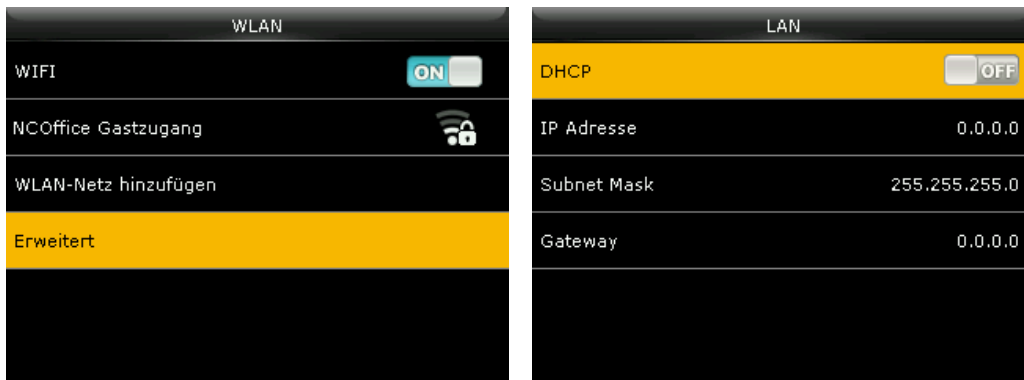 WLAN
WIFI ON
NCOffice Gastzugang
WLAN-Netz hinzufügen
Erweitert
LAN
DHCP OFF
IP Adresse 0.0.0.0
Subnet Mask 255.255.255.0
Gateway 0.0.0.0